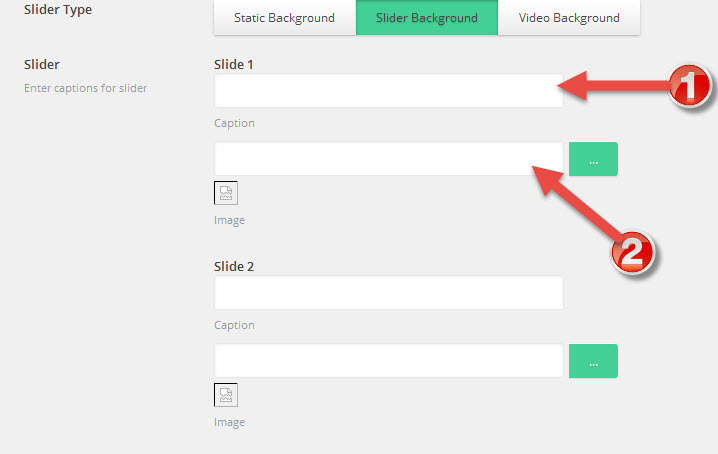 Slider Type
Static Background
Slider Background
Video Background
Slider
Enter captions for slider
Slide 1
1
Caption
...
2
Image
Slide 2
Caption
...
Image